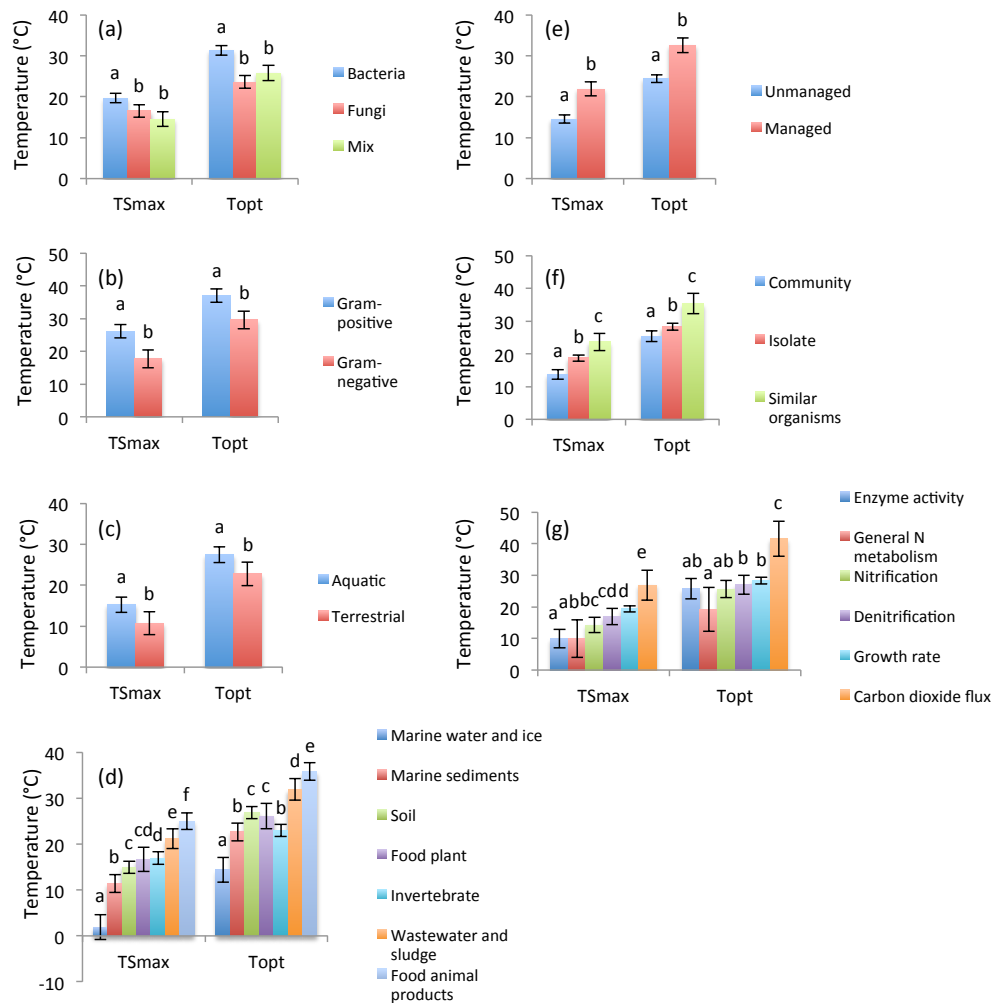 (a)
Temperature (°C)
40
30
20
10
0
a
b
b
a
b
b
TSmax
Topt
Bacteria
Fungi
Mix
(e)
Temperature (°C)
40
30
20
10
0
a
b
a
b
TSmax
Topt
Unmanaged
Managed
(b)
Temperature (°C)
50
40
30
20
10
0
a
b
a
b
TSmax
Topt
Gram-
positive
Gram-
negative
(f)
Temperature (°C)
50
40
30
20
10
0
a
b
c
a
b
c
TSmax
Topt
Community
Isolate
Similar
organisms
(c)
Temperature (°C)
40
30
20
10
0
a
b
a
b
TSmax
Topt
Aquatic
Terrestrial
(g)
Temperature (°C)
50
40
30
20
10
0
a
ab
bc
cd
d
e
ab
a
ab
b
b
c
TSmax
Topt
Enzyme activity
General N
metabolism
Nitrification
Denitrification
Growth rate
Carbon dioxide flux
(d)
Temperature (°C)
40
30
20
10
0
-10
a
b
c
cd
d
e
f
a
b
c
c
b
d
e
TSmax
Topt
Marine water and ice
Marine sediments
Soil
Food plant
Invertebrate
Wastewater and
sludge
Food animal
products